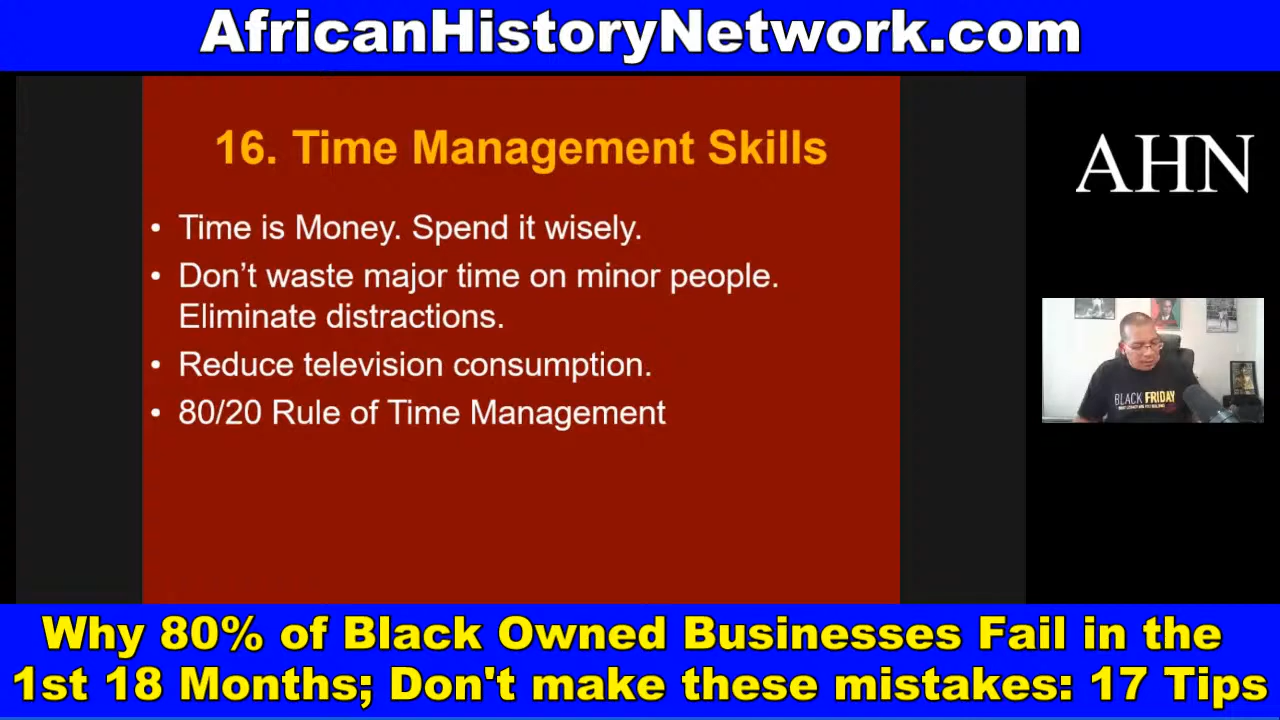 AfricanHistoryNetwork.com
16. Time Management Skills
• Time is Money. Spend it wisely.
• Don’t waste major time on minor people.
Eliminate distractions.
• Reduce television consumption.
• 80/20 Rule of Time Management
AHN
BLACK FRIDAY
Why 80% of Black Owned Businesses Fail in the
1st 18 Months; Don't make these mistakes: 17 Tips